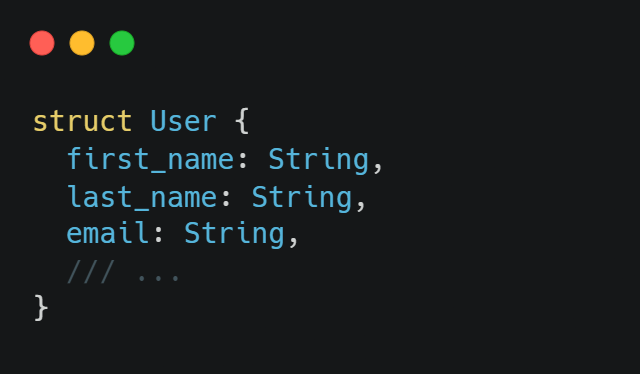 struct User {
  first_name: String,
  last_name: String,
  email: String,
  /// ...
}